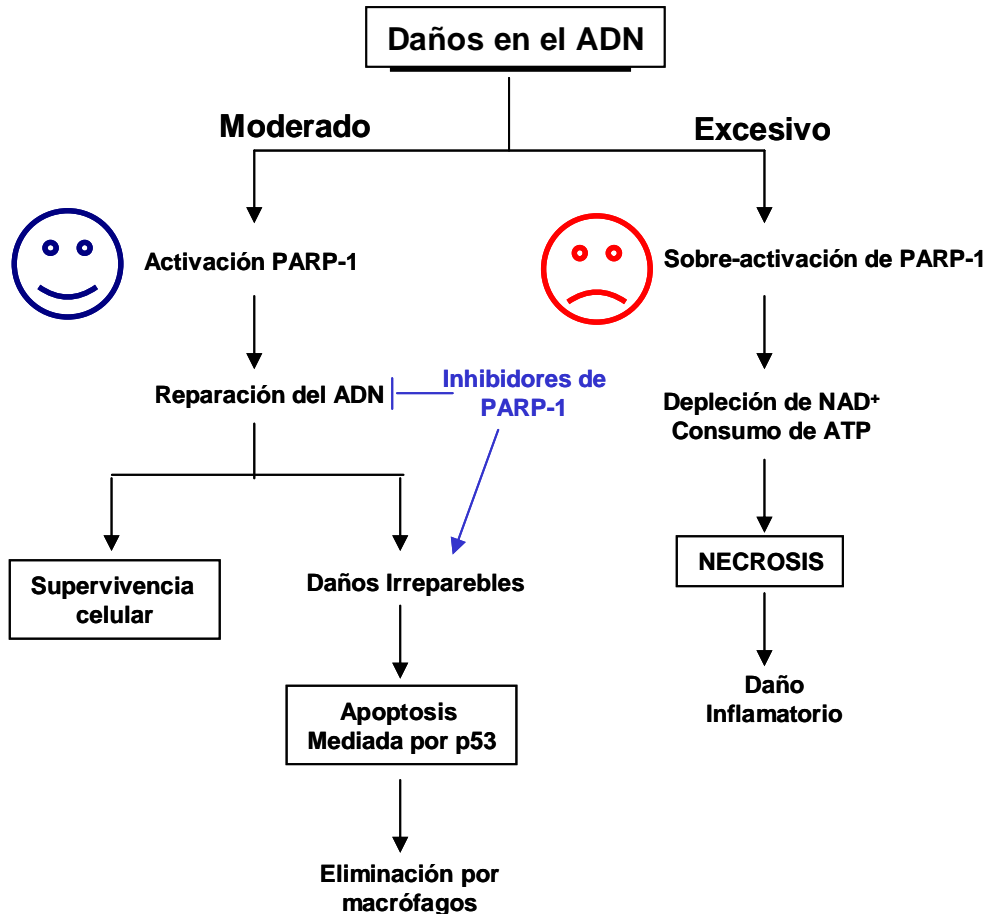 Daños en el ADN
Moderado
Excesivo
Activación PARP-1
Sobre-activación de PARP-1
Reparación del ADN
Inhibidores de
PARP-1
Depleción de NAD⁺
Consumo de ATP
Supervivencia
celular
Daños Irreparebles
NECROSIS
Apoptosis
Mediada por p53
Daño
Inflamatorio
Eliminación por
macrófagos